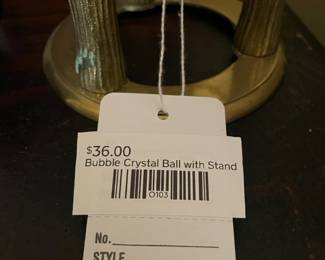 $36.00
Bubble Crystal Ball with Stand
0103
No.
STYLE